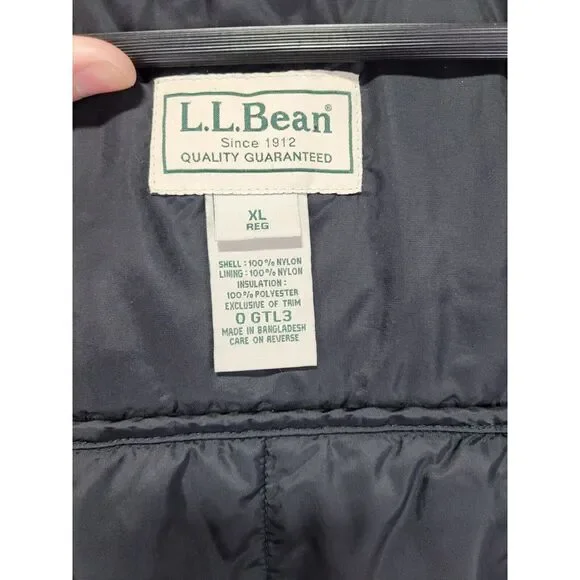 L.L.Bean®
Since 1912
QUALITY GUARANTEED
XL
REG
SHELL: 100% NYLON
LINING: 100% NYLON
INSULATION:
100% POLYESTER
EXCLUSIVE OF TRIM
0 GTL3
MADE IN BANGLADESH
CARE ON REVERSE